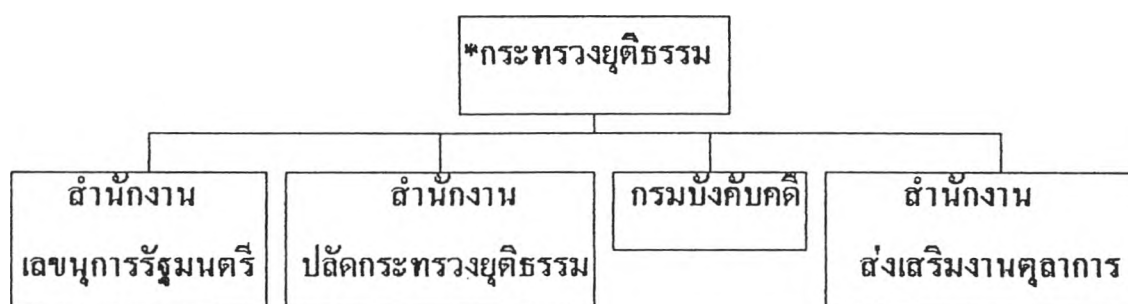 *กระทรวงยุติธรรม
สำนักงาน
เลขนุการรัฐมนตรี
สำนักงาน
ปลัดกระทรวงยุติธรรม
กรมบังคับคดี
สำนักงาน
ส่งเสริมงานตุลาการ